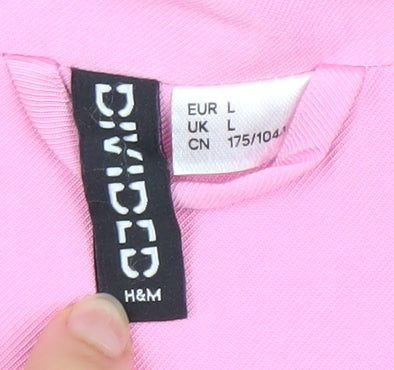 DIVIDED
H&M
EUR L
UK L
CN 175/104